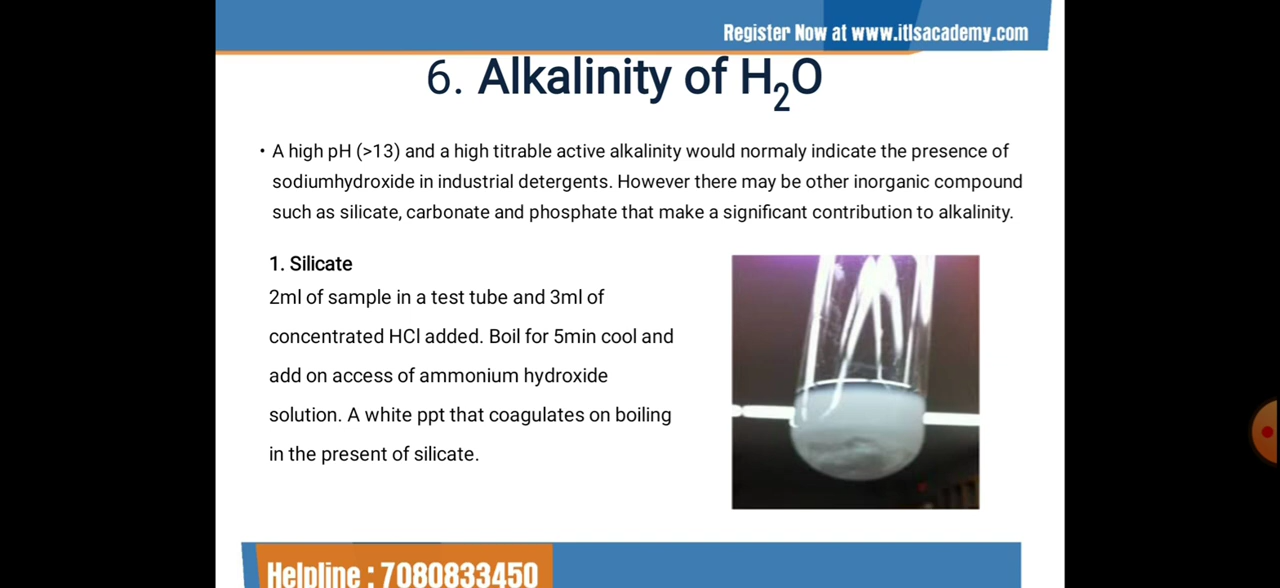 Register Now at www.itlsacademy.com
6. Alkalinity of H₂O
• A high pH (>13) and a high titrable active alkalinity would normaly indicate the presence of
sodiumhydroxide in industrial detergents. However there may be other inorganic compound
such as silicate, carbonate and phosphate that make a significant contribution to alkalinity.
1. Silicate
2ml of sample in a test tube and 3ml of
concentrated HCl added. Boil for 5min cool and
add on access of ammonium hydroxide
solution. A white ppt that coagulates on boiling
in the present of silicate.
Helpline : 7080833450